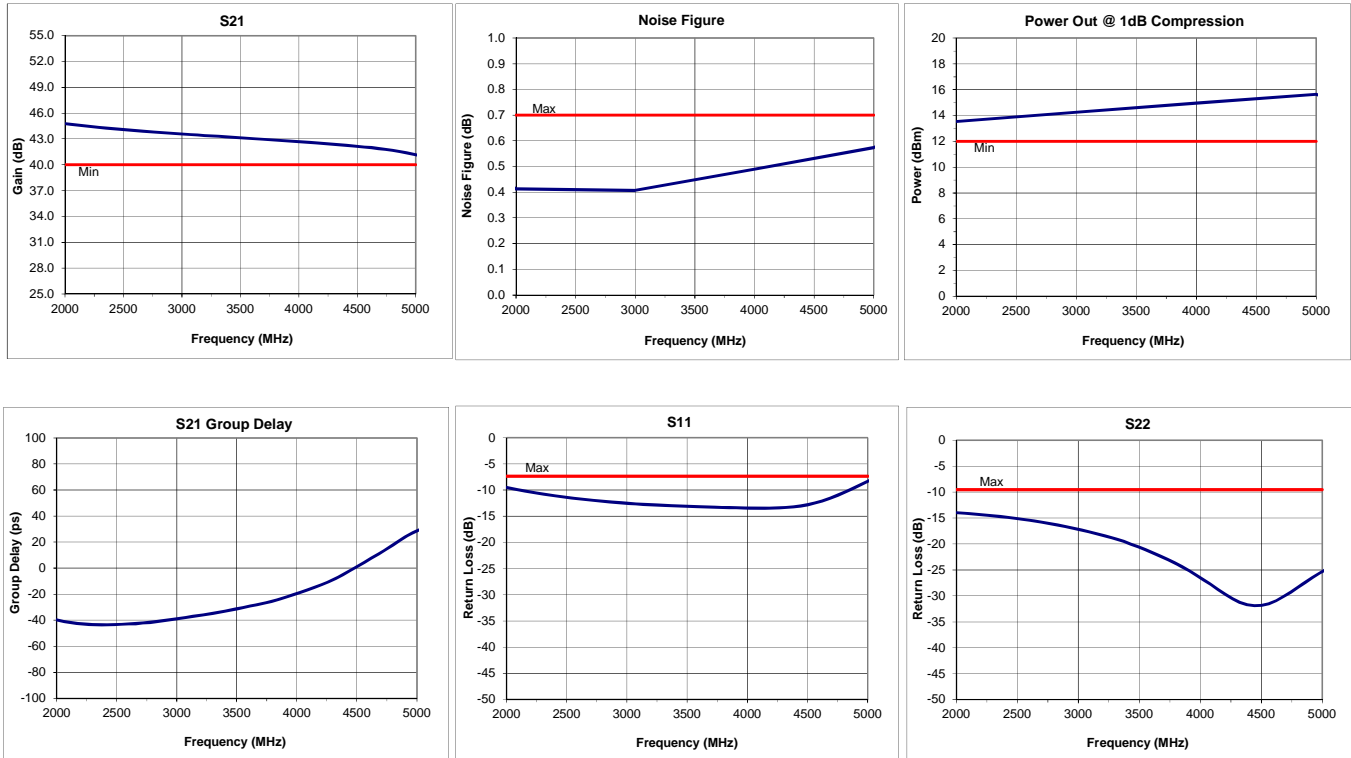 S21
55.0
52.0
49.0
46.0
43.0
40.0
37.0
34.0
31.0
28.0
25.0
Gain (dB)
Min
2000 2500 3000 3500 4000 4500 5000
Frequency (MHz)
Noise Figure
1.0
0.9
0.8
0.7
0.6
0.5
0.4
0.3
0.2
0.1
0.0
Noise Figure (dB)
Max
2000 2500 3000 3500 4000 4500 5000
Frequency (MHz)
Power Out @ 1dB Compression
20
18
16
14
12
10
8
6
4
2
0
Power (dBm)
Min
2000 2500 3000 3500 4000 4500 5000
Frequency (MHz)
S21 Group Delay
100
80
60
40
20
0
-20
-40
-60
-80
-100
Group Delay (ps)
2000 2500 3000 3500 4000 4500 5000
Frequency (MHz)
S11
0
-5
-10
-15
-20
-25
-30
-35
-40
-45
-50
Return Loss (dB)
Max
2000 2500 3000 3500 4000 4500 5000
Frequency (MHz)
S22
0
-5
-10
-15
-20
-25
-30
-35
-40
-45
-50
Return Loss (dB)
Max
2000 2500 3000 3500 4000 4500 5000
Frequency (MHz)